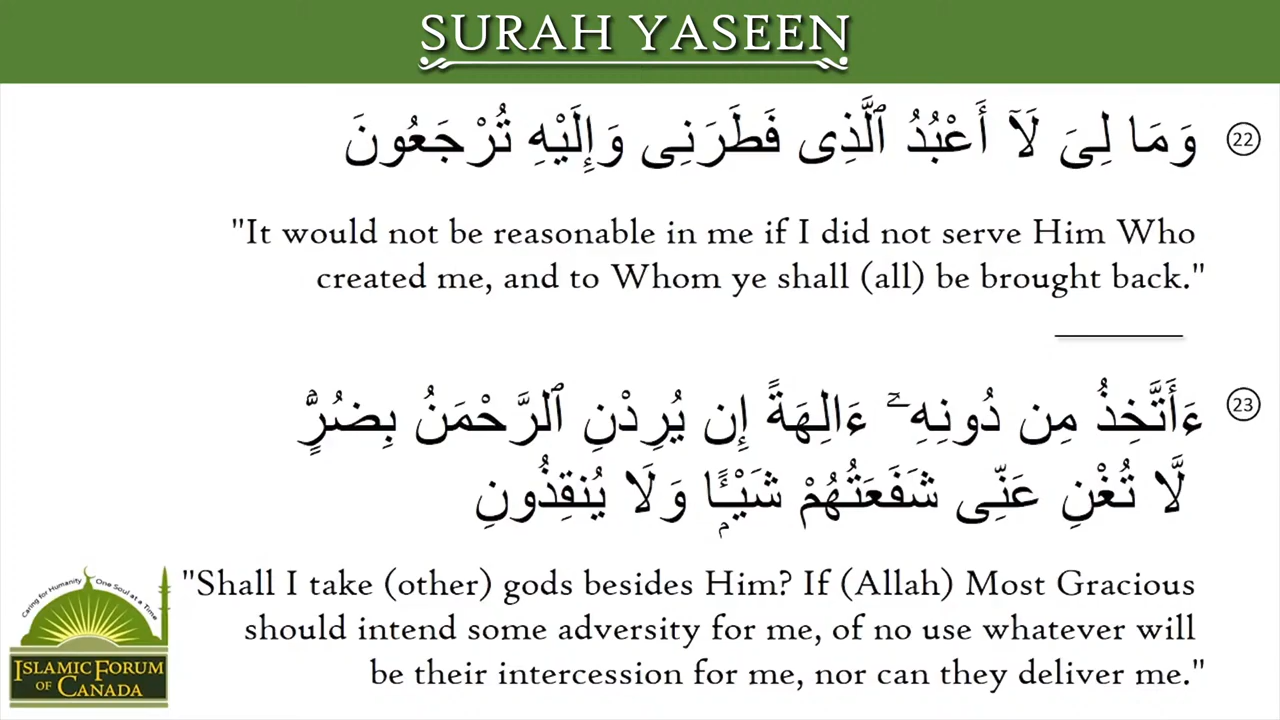 SURAH YASEEN
وَمَا لِىَ لَآ أَعْبُدُ ٱلَّذِى فَطَرَنِى وَإِلَيْهِ تُرْجَعُونَ 22
"It would not be reasonable in me if I did not serve Him Who
created me, and to Whom ye shall (all) be brought back."
ءَأَتَّخِذُ مِن دُونِهِۦٓ ءَالِهَةً إِن يُرِدْنِ ٱلرَّحْمَنُ بِضُرٍّ 23
لَّا تُغْنِ عَنِّى شَفَعَتُهُمْ شَيْـًۭٔا وَلَا يُنقِذُونِ
"Shall I take (other) gods besides Him? If (Allah) Most Gracious
should intend some adversity for me, of no use whatever will
be their intercession for me, nor can they deliver me."
Caring for Humanity One Soul at a Time
ISLAMIC FORUM
OF CANADA